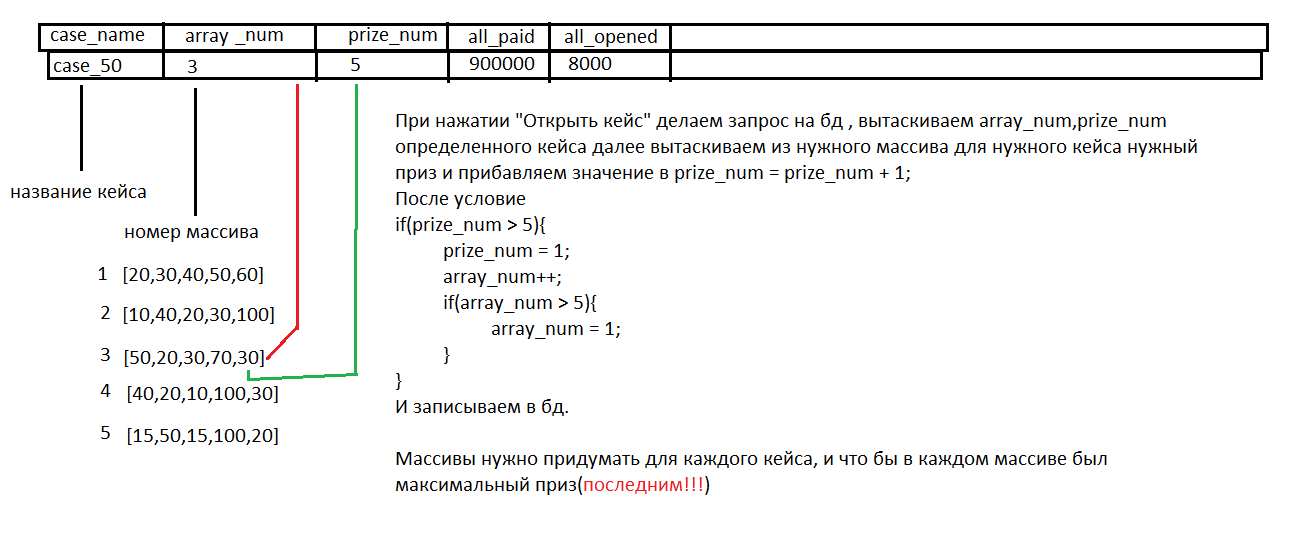 case_name array _num prize_num all_paid all_opened
case_50 3 5 900000 8000
При нажатии "Открыть кейс" делаем запрос на бд , вытаскиваем array_num,prize_num
определенного кейса далее вытаскиваем из нужного массива для нужного кейса нужный
приз и прибавляем значение в prize_num = prize_num + 1;
После условие
if(prize_num > 5){
prize_num = 1;
array_num++;
if(array_num > 5){
array_num = 1;
}
}
И записываем в бд.
Массивы нужно придумать для каждого кейса, и что бы в каждом массиве был
максимальный приз(последним!!!)
название кейса
номер массива
1 [20,30,40,50,60]
2 [10,40,20,30,100]
3 [50,20,30,70,30]
4 [40,20,10,100,30]
5 [15,50,15,100,20]